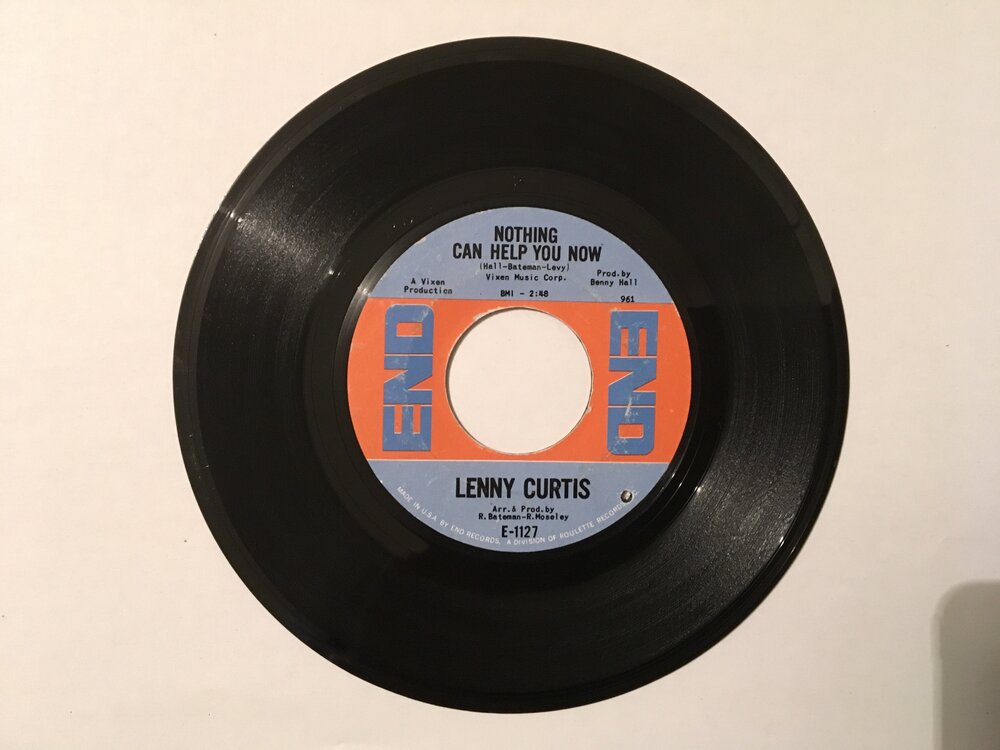 NOTHING
CAN HELP YOU NOW
(Hall-Bateman-Levy)
Vixen Music Corp.
A Vixen
Production
BMI - 2:48
Prod.by
Benny Hall
961
END
END
LENNY CURTIS
Arr.& Prod.by
R.Bateman-R.Moseley
E-1127
MADE IN U.S.A. BY END RECORDS, A DIVISION OF ROULETTE RECORDS